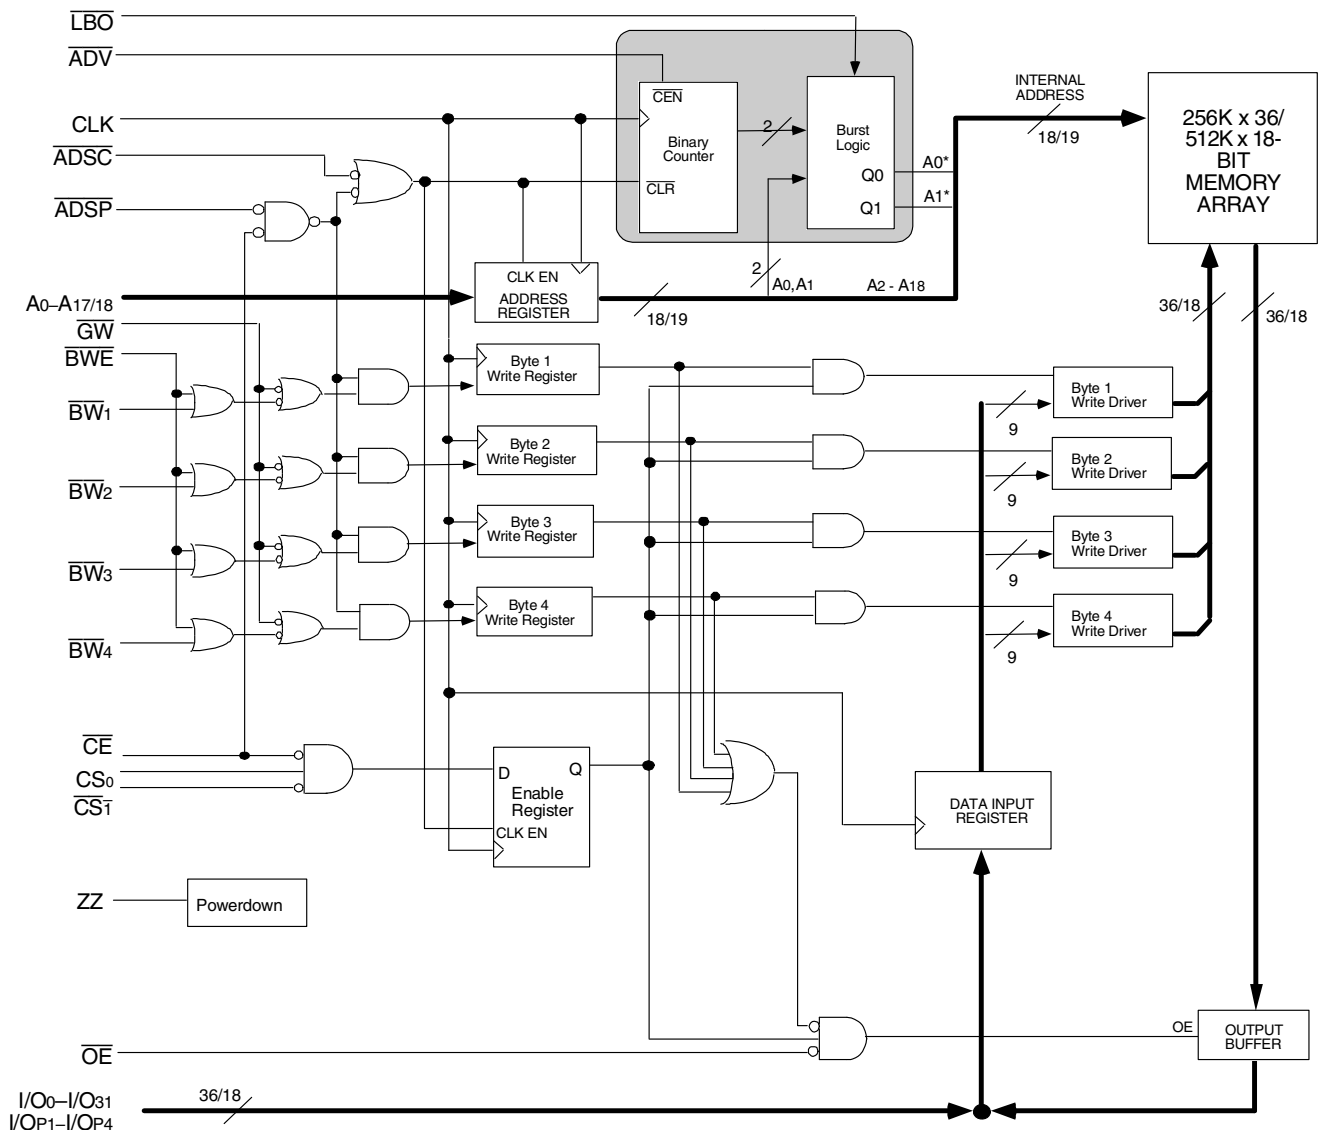 LBO
ADV
CLK
ADSC
ADSP
A0–A17/18
GW
BWE
BW1
BW2
BW3
BW4
CE
CS0
CS1
ZZ
OE
I/O0–I/O31
I/OP1–I/OP4
CEN
Binary
Counter
CLR
2
Burst
Logic
Q0
Q1
A0*
A1*
INTERNAL
ADDRESS
18/19
256K x 36/
512K x 18-
BIT
MEMORY
ARRAY
CLK EN
ADDRESS
REGISTER
18/19
2
A0,A1
A2 - A18
36/18
36/18
Byte 1
Write Register
Byte 2
Write Register
Byte 3
Write Register
Byte 4
Write Register
9
Byte 1
Write Driver
9
Byte 2
Write Driver
9
Byte 3
Write Driver
9
Byte 4
Write Driver
D
Q
Enable
Register
CLK EN
DATA INPUT
REGISTER
Powerdown
OE
OUTPUT
BUFFER
36/18